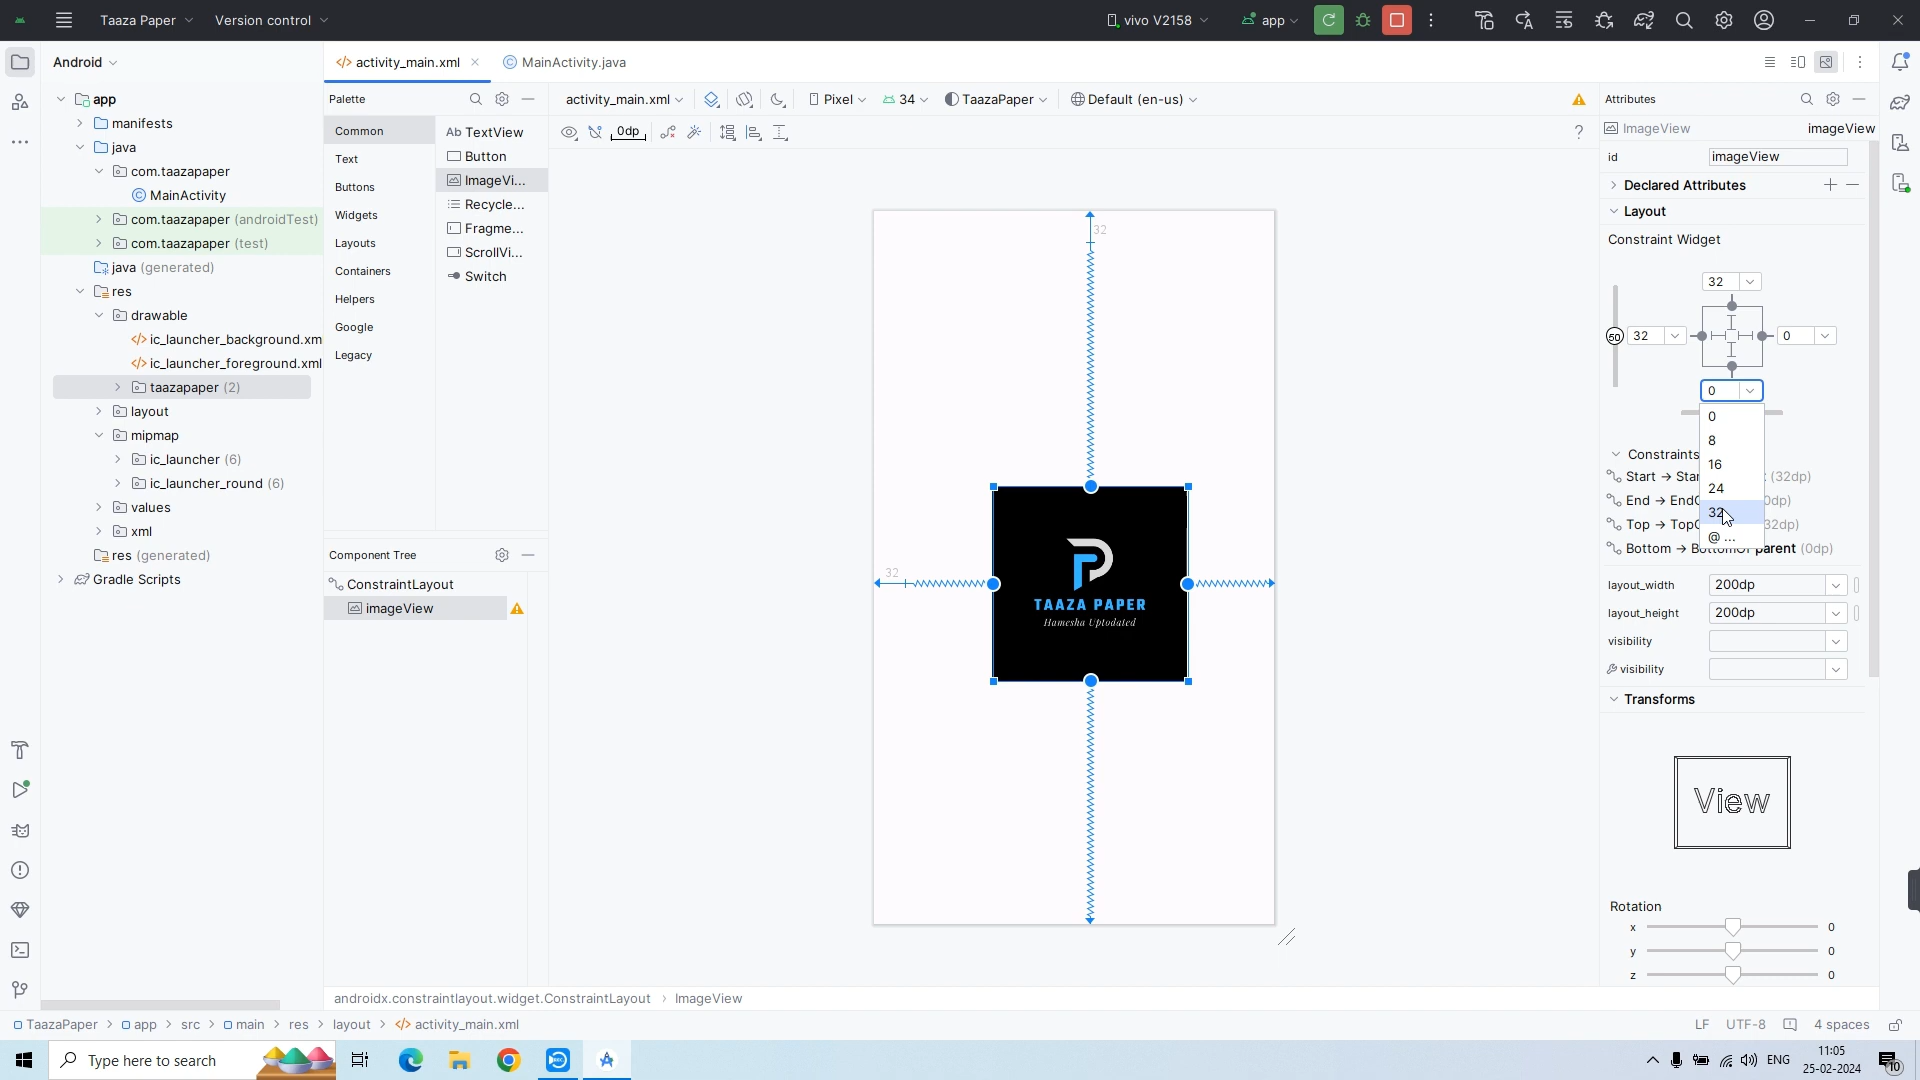 Taaza Paper
Version control
vivo V2158
app
Android
activity_main.xml
MainActivity.java
app
manifests
java
com.taazapaper
MainActivity
com.taazapaper (androidTest)
com.taazapaper (test)
java (generated)
res
drawable
ic_launcher_background.xm
ic_launcher_foreground.xml
taazapaper (2)
layout
mipmap
ic_launcher (6)
ic_launcher_round (6)
values
xml
res (generated)
Gradle Scripts
Palette
Common
Text
Buttons
Widgets
Layouts
Containers
Helpers
Google
Legacy
Ab TextView
Button
ImageVi...
Recycle...
Fragme...
ScrollVi...
Switch
Component Tree
ConstraintLayout
imageView
activity_main.xml
Pixel
34
TaazaPaper
Default (en-us)
0dp
?
32
32
TAAZA PAPER
Hamesha Uptodated
Attributes
ImageView
imageView
id
imageView
Declared Attributes
Layout
Constraint Widget
32
50
32
0
0
0
8
16
24
32
@ ...
Constraints
Start → Star
(32dp)
End → End
0dp)
Top → Top
32dp)
Bottom → BottomOf parent (0dp)
layout_width
200dp
layout_height
200dp
visibility
visibility
Transforms
View
Rotation
x
0
y
0
z
0
androidx.constraintlayout.widget.ConstraintLayout › ImageView
TaazaPaper › app › src › main › res › layout › activity_main.xml
LF
UTF-8
4 spaces
Type here to search
ENG
11:05
25-02-2024
10